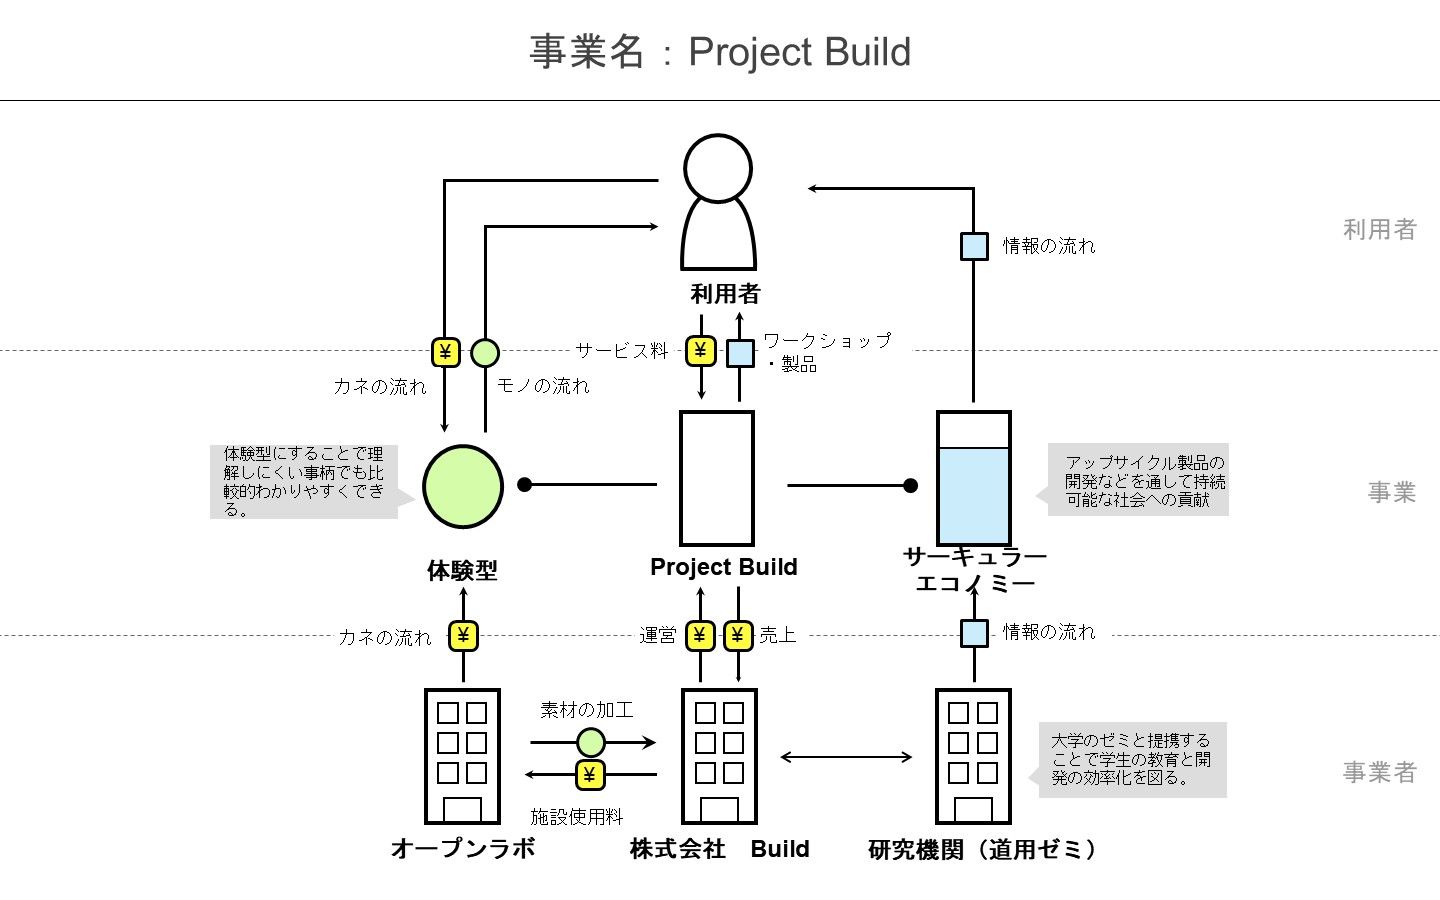 事業名：Project Build
利用者
情報の流れ
利用者
¥
サービス料
¥
ワークショップ
・製品
カネの流れ
モノの流れ
体験型にすることで理
解しにくい事柄でも比
較的わかりやすくでき
る。
アップサイクル製品の
開発などを通して持続
可能な社会への貢献
事業
体験型
Project Build
サーキュラー
エコノミー
カネの流れ
¥
運営
¥
¥
売上
情報の流れ
素材の加工
¥
施設使用料
大学のゼミと提携する
ことで学生の教育と開
発の効率化を図る。
事業者
オープンラボ
株式会社　Build
研究機関（道用ゼミ）